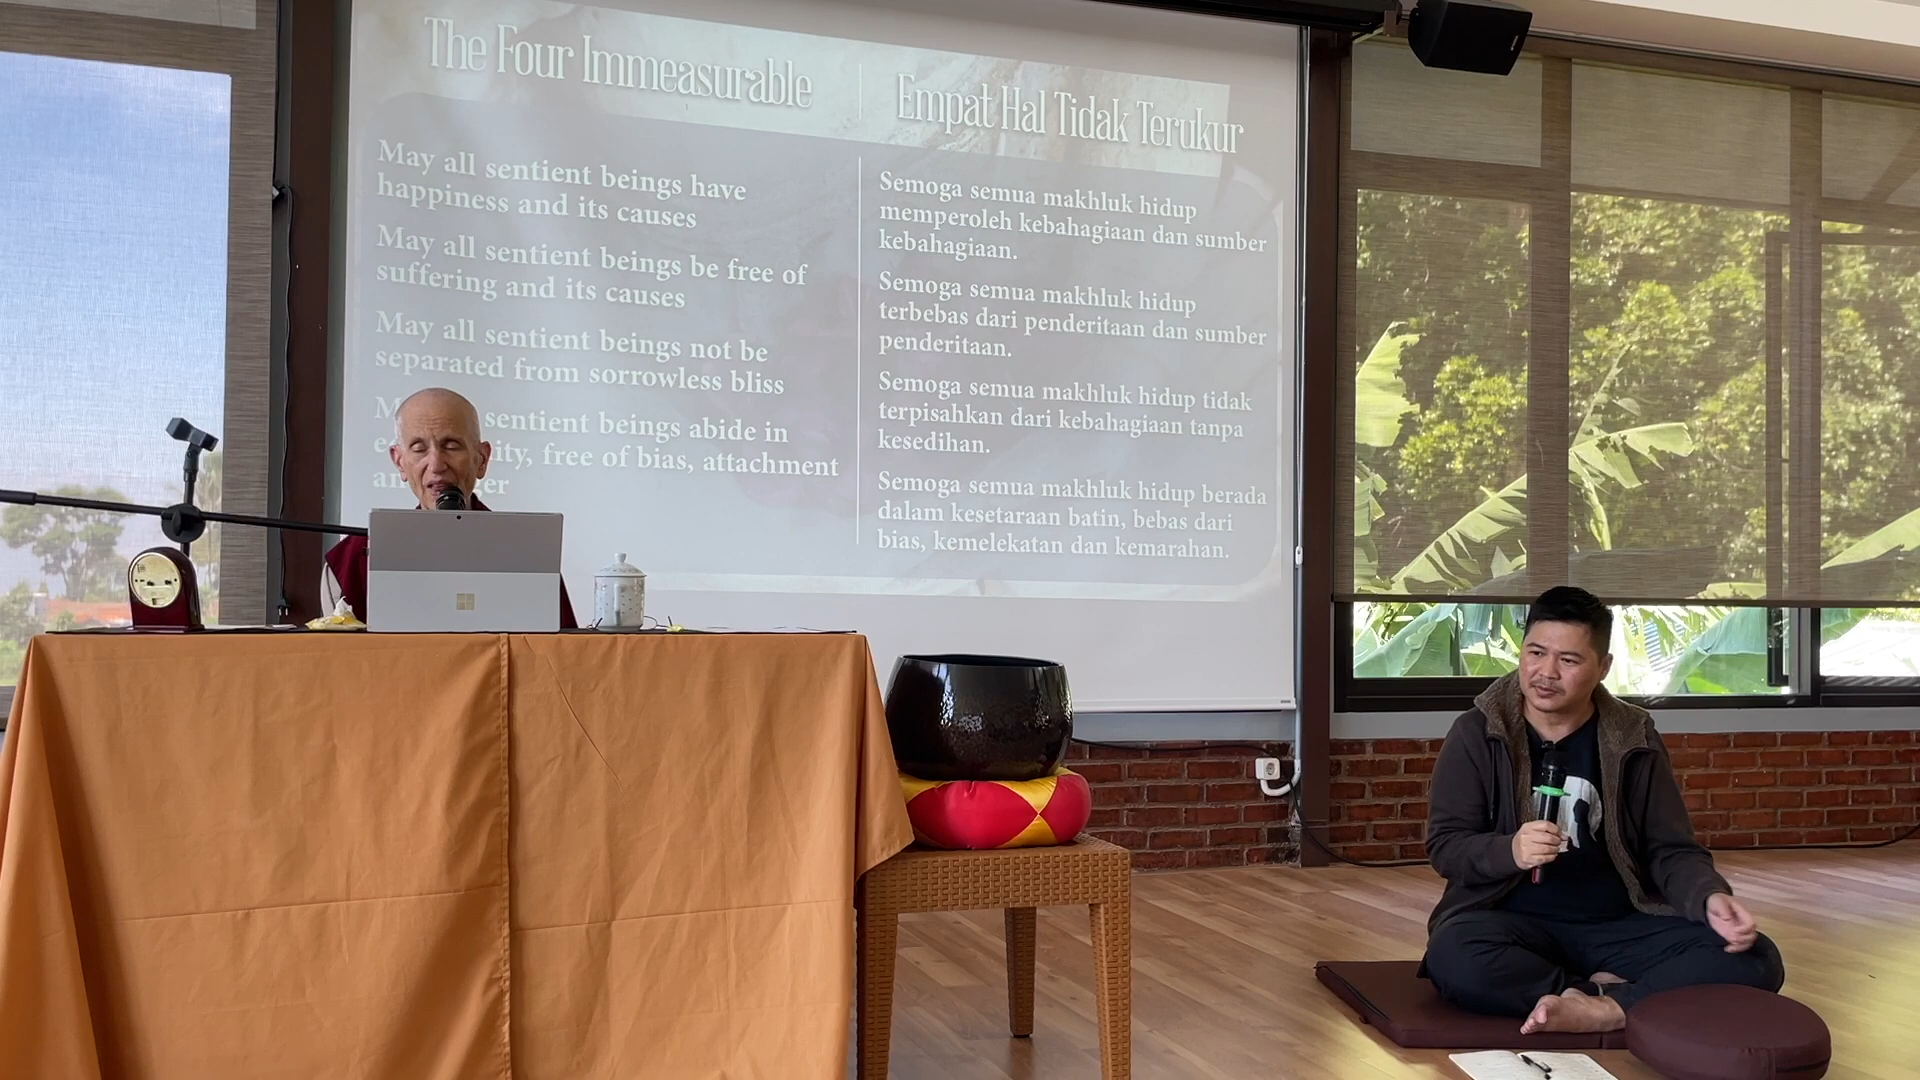 The Four Immeasurable
May all sentient beings have
happiness and its causes
May all sentient beings be free of
suffering and its causes
May all sentient beings not be
separated from sorrowless bliss
sentient beings abide in
free of bias, attachment
Empat Hal Tidak Terukur
Semoga semua makhluk hidup
memperoleh kebahagiaan dan sumber
kebahagiaan.
Semoga semua makhluk hidup
terbebas dari penderitaan dan sumber
penderitaan.
Semoga semua makhluk hidup tidak
terpisahkan dari kebahagiaan tanpa
kesedihan.
Semoga semua makhluk hidup berada
dalam kesetaraan batin, bebas dari
bias, kemelekatan dan kemarahan.